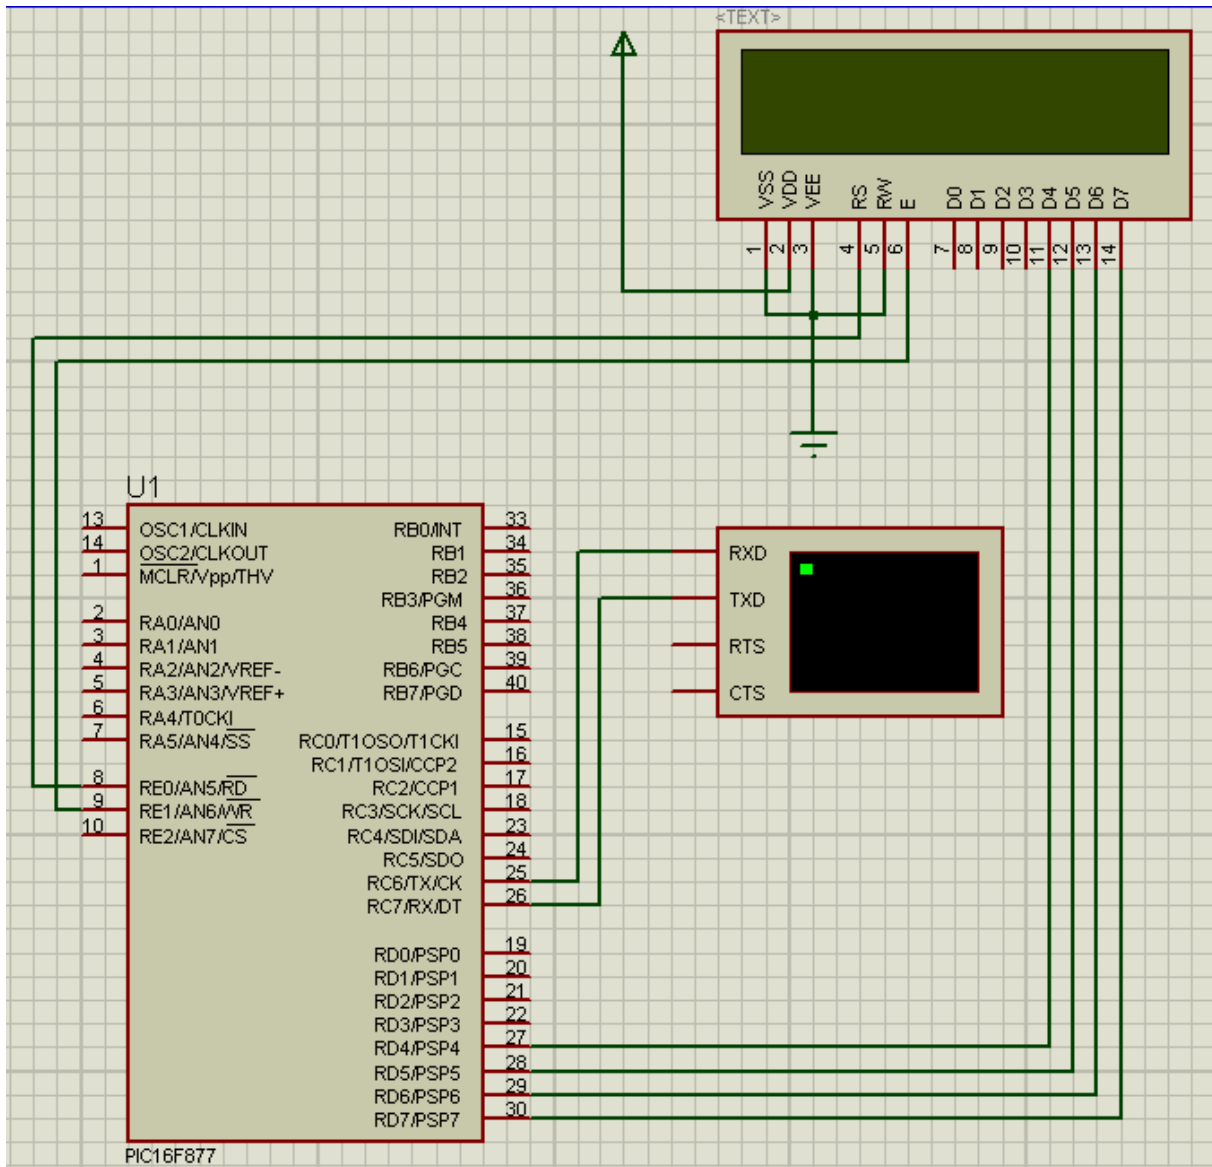 <TEXT>
VSS
VDD
VEE
RS
RW
E
D0
D1
D2
D3
D4
D5
D6
D7
1
2
3
4
5
6
7
8
9
10
11
12
13
14
U1
13 OSC1/CLKIN
14 OSC2/CLKOUT
1 MCLR/Vpp/THV
2 RA0/AN0
3 RA1/AN1
4 RA2/AN2/VREF-
5 RA3/AN3/VREF+
6 RA4/T0CKI
7 RA5/AN4/SS
8 RE0/AN5/RD
9 RE1/AN6/WR
10 RE2/AN7/CS
RB0/INT 33
RB1 34
RB2 35
RB3/PGM 36
RB4 37
RB5 38
RB6/PGC 39
RB7/PGD 40
RC0/T1OSO/T1CKI 15
RC1/T1OSI/CCP2 16
RC2/CCP1 17
RC3/SCK/SCL 18
RC4/SDI/SDA 23
RC5/SDO 24
RC6/TX/CK 25
RC7/RX/DT 26
RD0/PSP0 19
RD1/PSP1 20
RD2/PSP2 21
RD3/PSP3 22
RD4/PSP4 27
RD5/PSP5 28
RD6/PSP6 29
RD7/PSP7 30
PIC16F877
RXD
TXD
RTS
CTS